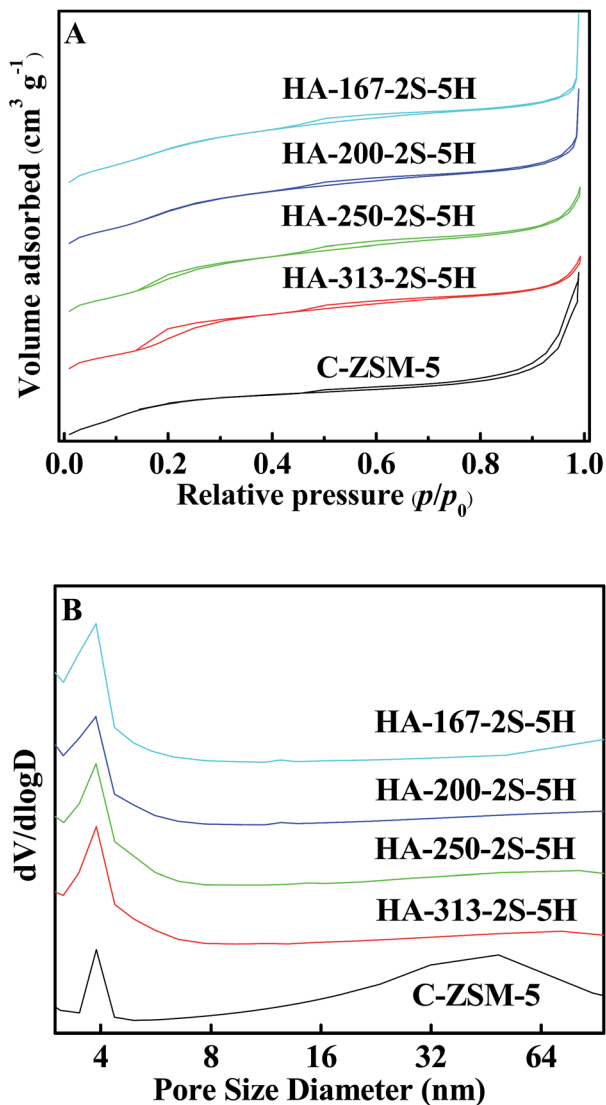 A
Volume adsorbed (cm³ g⁻¹)
HA-167-2S-5H
HA-200-2S-5H
HA-250-2S-5H
HA-313-2S-5H
C-ZSM-5
0.0 0.2 0.4 0.6 0.8 1.0
Relative pressure (p/p₀)
B
dV/dlogD
HA-167-2S-5H
HA-200-2S-5H
HA-250-2S-5H
HA-313-2S-5H
C-ZSM-5
4 8 16 32 64
Pore Size Diameter (nm)